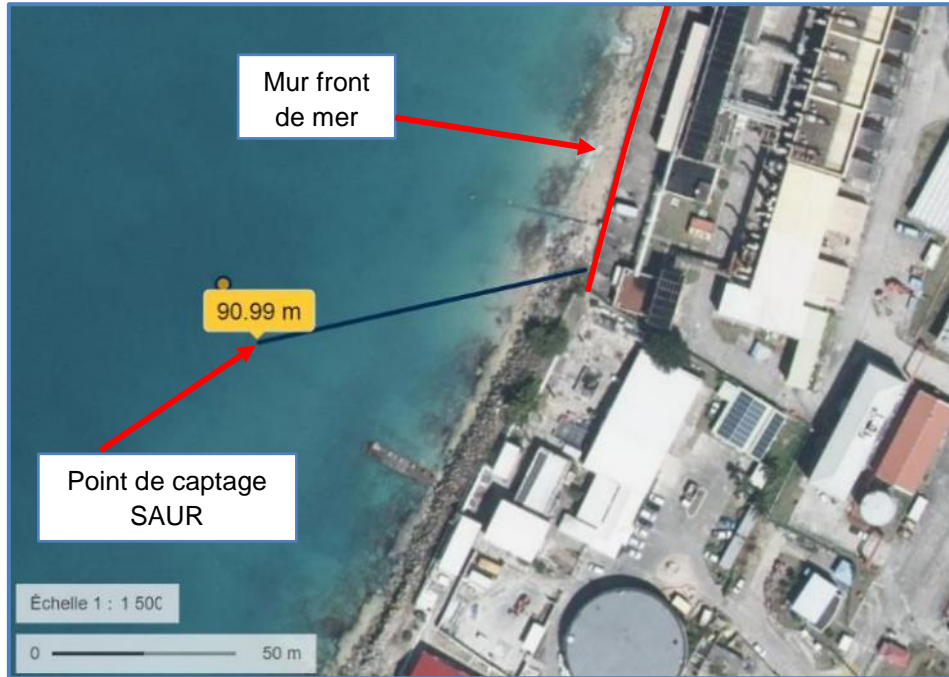 Mur front
de mer
90.99 m
Point de captage
SAUR
Échelle 1 : 1 500
0 50 m